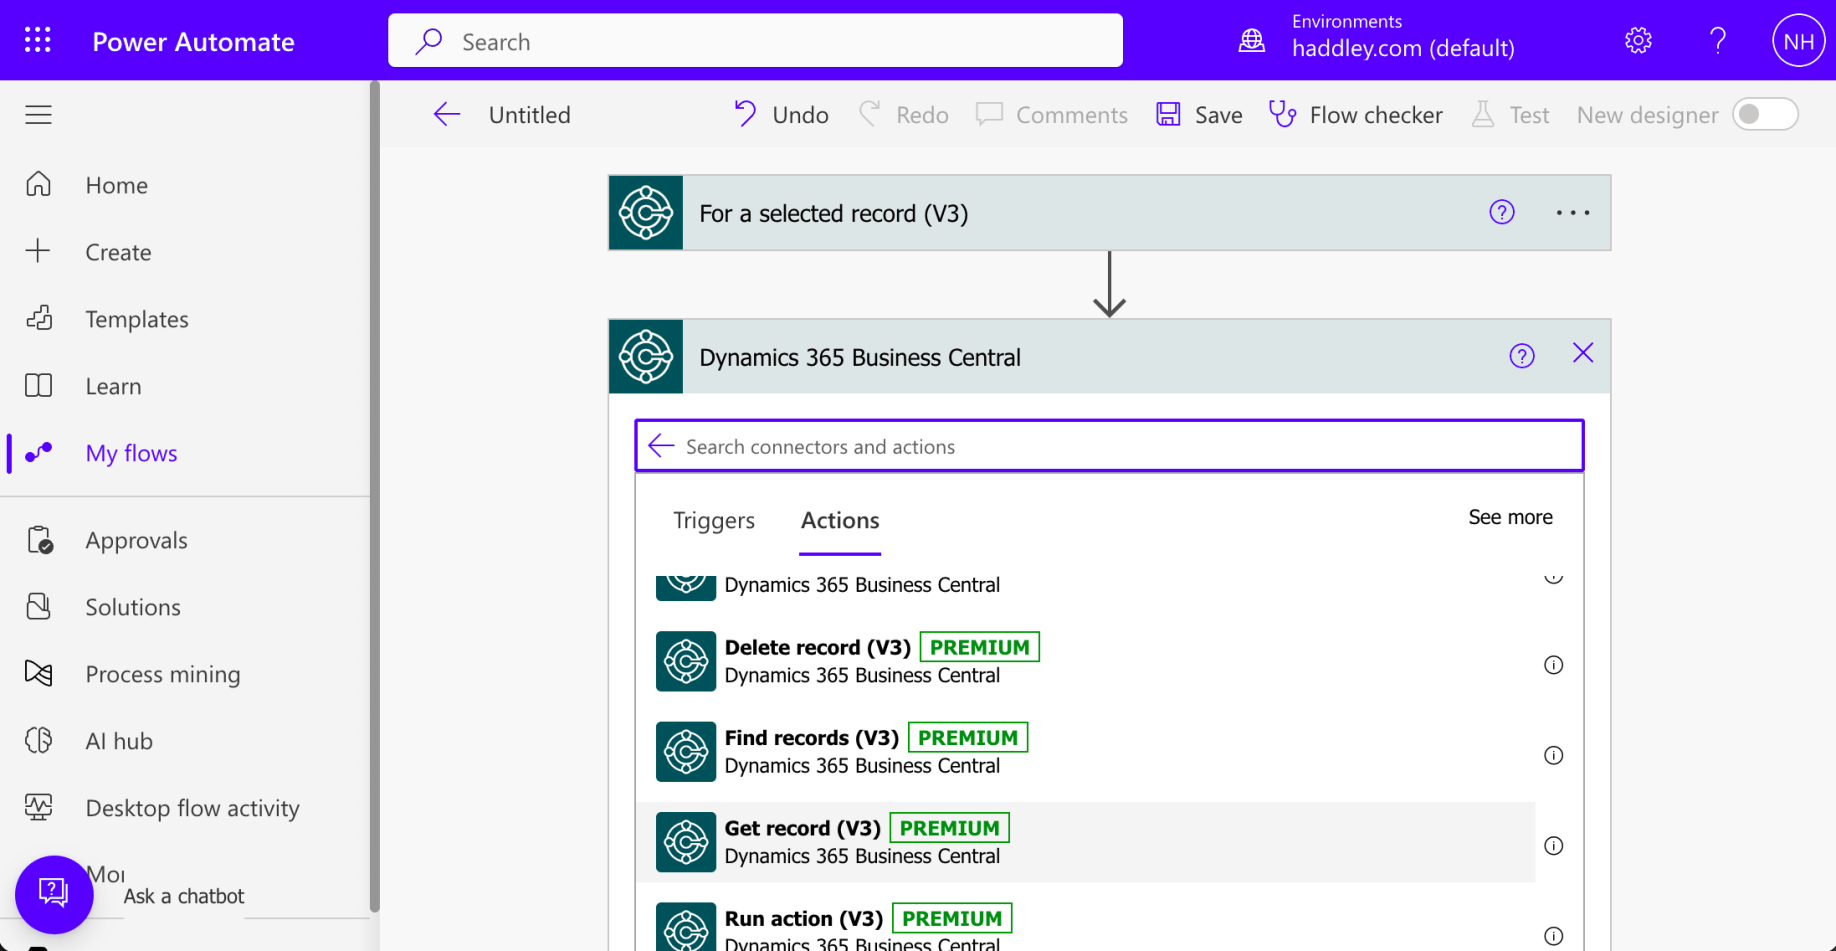 Power Automate
Search
Environments
haddley.com (default)
?
NH
Untitled
Undo
Redo
Comments
Save
Flow checker
Test
New designer
Home
Create
Templates
Learn
My flows
Approvals
Solutions
Process mining
AI hub
Desktop flow activity
Mor
Ask a chatbot
For a selected record (V3)
Dynamics 365 Business Central
Search connectors and actions
Triggers
Actions
See more
Dynamics 365 Business Central
Delete record (V3) PREMIUM
Dynamics 365 Business Central
Find records (V3) PREMIUM
Dynamics 365 Business Central
Get record (V3) PREMIUM
Dynamics 365 Business Central
Run action (V3) PREMIUM
Dynamics 365 Business Central